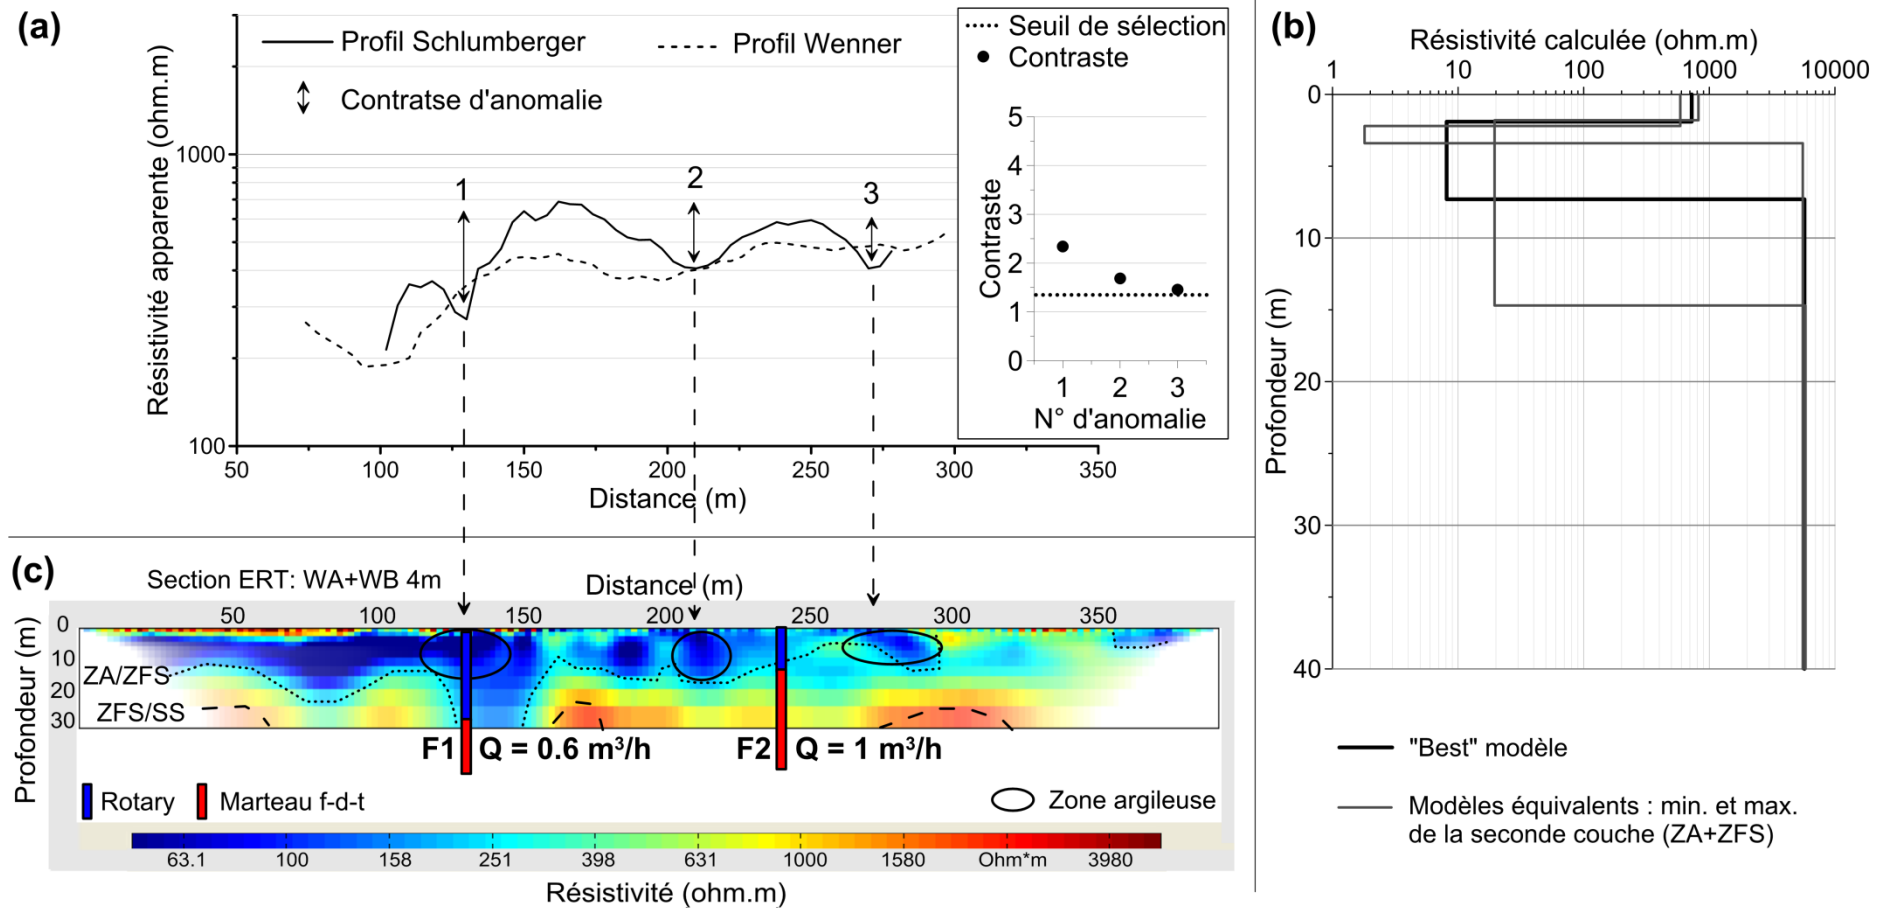 (a)
Profil Schlumberger
Profil Wenner
Contratse d'anomalie
Résistivité apparente (ohm.m)
1000
100
1
2
3
50 100 150 200 250 300 350
Distance (m)
Seuil de sélection
Contraste
Contraste
5
4
3
2
1
0
1 2 3
N° d'anomalie
(b)
Résistivité calculée (ohm.m)
1 10 100 1000 10000
Profondeur (m)
0
10
20
30
40
"Best" modèle
Modèles équivalents : min. et max.
de la seconde couche (ZA+ZFS)
(c)
Section ERT: WA+WB 4m
Distance (m)
50 100 150 200 250 300 350
Profondeur (m)
0
10
20
30
ZA/ZFS
ZFS/SS
F1 Q = 0.6 m³/h
F2 Q = 1 m³/h
Rotary
Marteau f-d-t
Zone argileuse
63.1 100 158 251 398 631 1000 1580 Ohm*m 3980
Résistivité (ohm.m)